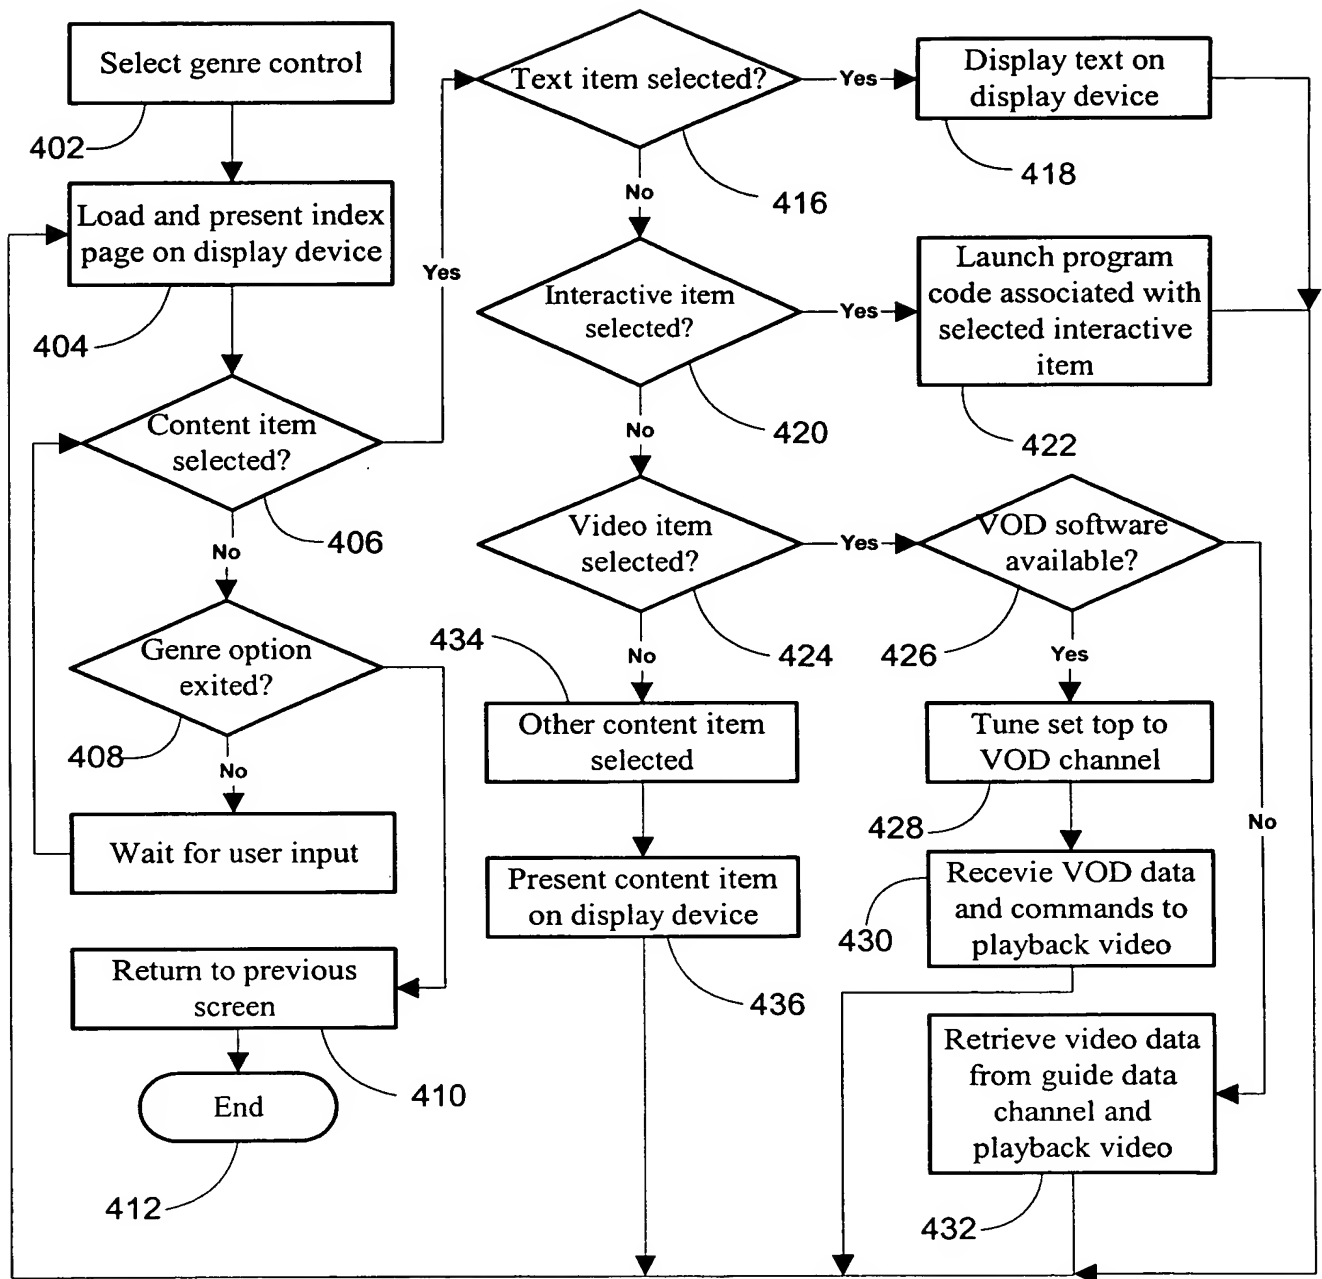 Select genre control
402
Load and present index
page on display device
404
Content item
selected?
406
Yes
No
Genre option
exited?
408
No
Wait for user input
Return to previous
screen
410
End
412
Text item selected?
416
Yes
Display text on
display device
418
No
Interactive item
selected?
420
Yes
Launch program
code associated with
selected interactive
item
422
No
Video item
selected?
424
Yes
VOD software
available?
426
No
434
Other content item
selected
Present content item
on display device
436
Yes
Tune set top to
VOD channel
428
Recevie VOD data
and commands to
playback video
430
No
Retrieve video data
from guide data
channel and
playback video
432